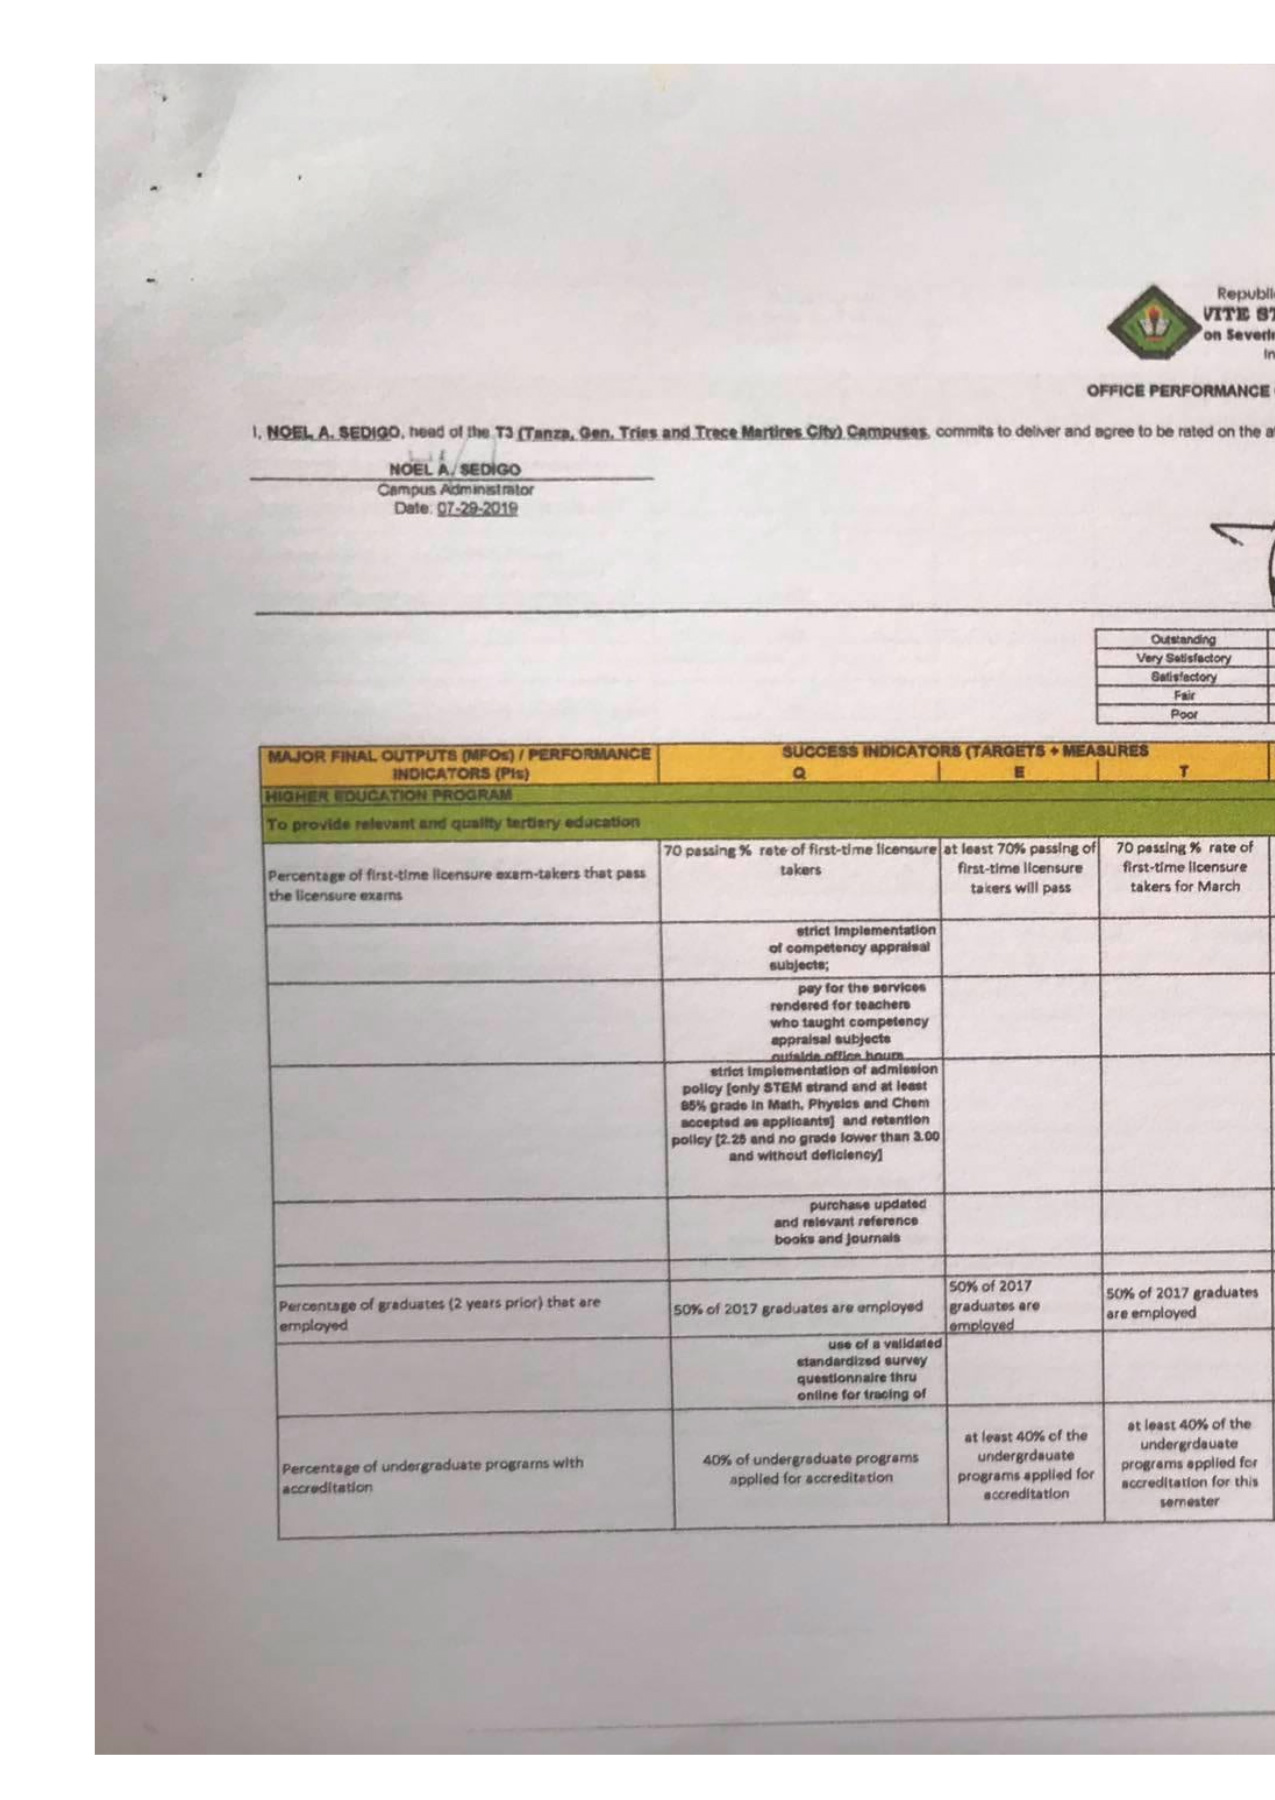 Republi
VITE ST
on Severi
In
OFFICE PERFORMANCE
I, NOEL A. SEDIGO, head of the T3 (Tanza, Gen. Tries and Trece Martires City) Campuses, commits to deliver and agree to be rated on the a
NOEL A. SEDIGO
Campus Administrator
Date: 07-29-2019
Outstanding
Very Satisfactory
Satisfactory
Fair
Poor
MAJOR FINAL OUTPUTS (MFOs) / PERFORMANCE
INDICATORS (PIs)
SUCCESS INDICATORS (TARGETS + MEASURES
Q E T
HIGHER EDUCATION PROGRAM
To provide relevant and quality tertiary education
Percentage of first-time licensure exam-takers that pass
the licensure exams
70 passing % rate of first-time licensure
takers
at least 70% passing of
first-time licensure
takers will pass
70 passing % rate of
first-time licensure
takers for March
strict implementation
of competency appraisal
subjects;
pay for the services
rendered for teachers
who taught competency
appraisal subjects
outside office hours
strict implementation of admission
policy [only STEM strand and at least
85% grade in Math, Physics and Chem
accepted as applicants] and retention
policy [2.25 and no grade lower than 3.00
and without deficiency]
purchase updated
and relevant reference
books and journals
Percentage of graduates (2 years prior) that are
employed
50% of 2017 graduates are employed
50% of 2017
graduates are
employed
50% of 2017 graduates
are employed
use of a validated
standardized survey
questionnaire thru
online for tracing of
Percentage of undergraduate programs with
accreditation
40% of undergraduate programs
applied for accreditation
at least 40% of the
undergrdauate
programs applied for
accreditation
at least 40% of the
undergrdauate
programs applied for
accreditation for this
semester